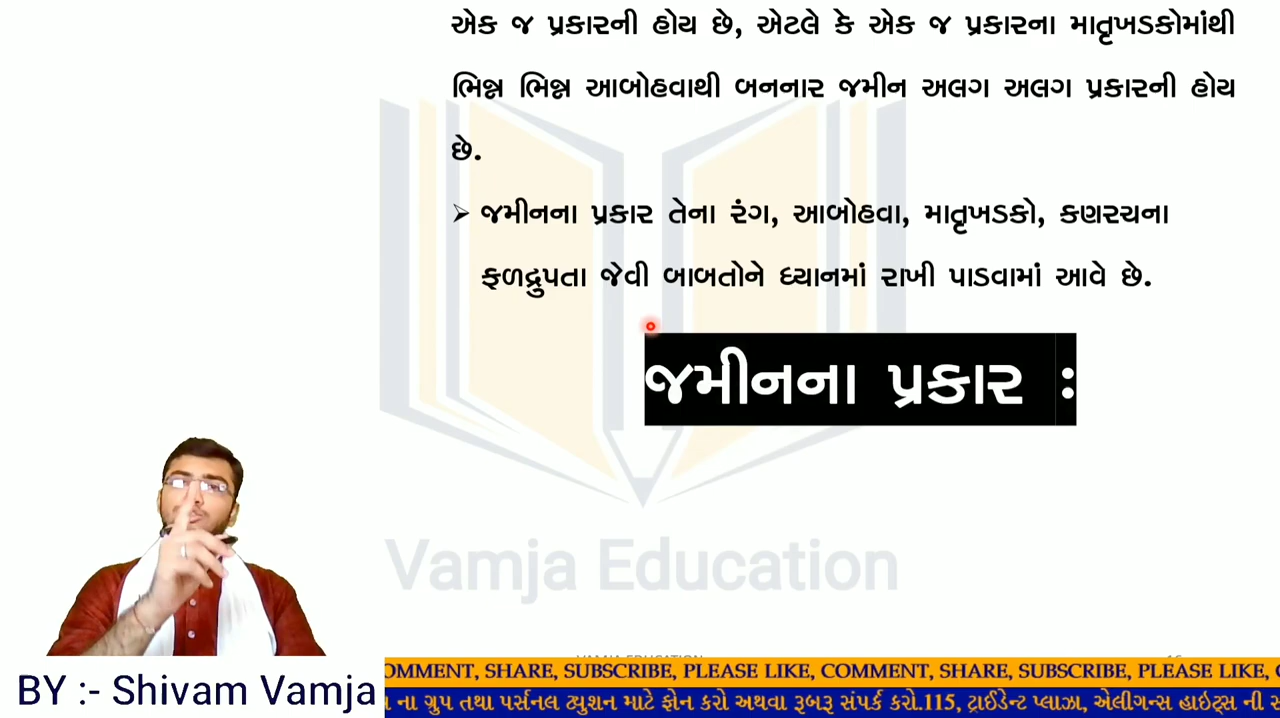 એક જ પ્રકારની હોય છે, એટલે કે એક જ પ્રકારના માતૃખડકોમાંથી
ભિન્ન ભિન્ન આબોહવાથી બનનાર જમીન અલગ અલગ પ્રકારની હોય
છે.
➢ જમીનના પ્રકાર તેના રંગ, આબોહવા, માતૃખડકો, કણરચના
ફળદ્રુપતા જેવી બાબતોને ધ્યાનમાં રાખી પાડવામાં આવે છે.
જમીનના પ્રકાર :
Vamja Education
BY :- Shivam Vamja
COMMENT, SHARE, SUBSCRIBE, PLEASE LIKE, COMMENT, SHARE, SUBSCRIBE, PLEASE LIKE,
ના ગ્રુપ તથા પર્સનલ ટ્યુશન માટે ફોન કરો અથવા રૂબરૂ સંપર્ક કરો.115, ટ્રાઈડેન્ટ પ્લાઝા, એલીગન્સ હાઇટ્સ ની